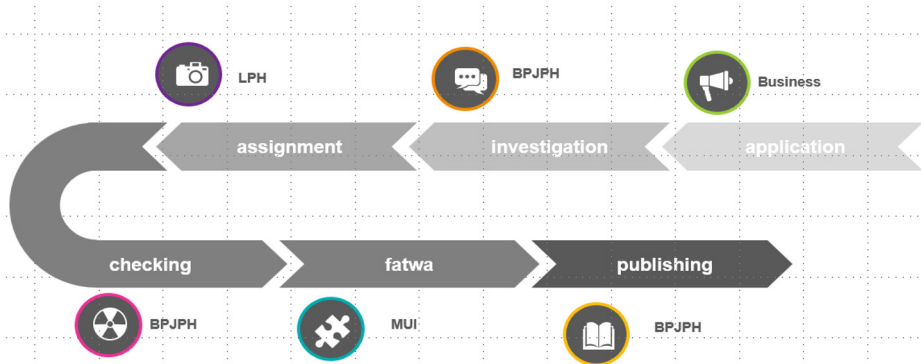 LPH
BPJPH
Business
assignment
investigation
application
checking
fatwa
publishing
BPJPH
MUI
BPJPH